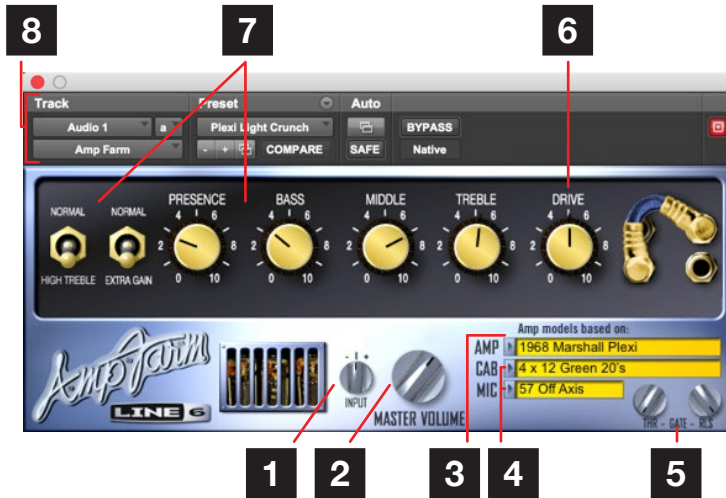 8 7 6
Track Preset Auto
Audio 1 a Plexi Light Crunch BYPASS
Amp Farm - + COMPARE SAFE Native
NORMAL NORMAL PRESENCE BASS MIDDLE TREBLE DRIVE
4 6 4 6 4 6 4 6 4 6
2 8 2 8 2 8 2 8 2 8
HIGH TREBLE EXTRA GAIN 0 10 0 10 0 10 0 10 0 10
Amp models based on:
AMP 1968 Marshall Plexi
CAB 4 x 12 Green 20's
MIC 57 Off Axis
Amp Farm
LINE 6
- +
INPUT
MASTER VOLUME
THR - GATE - RLS
1 2 3 4 5